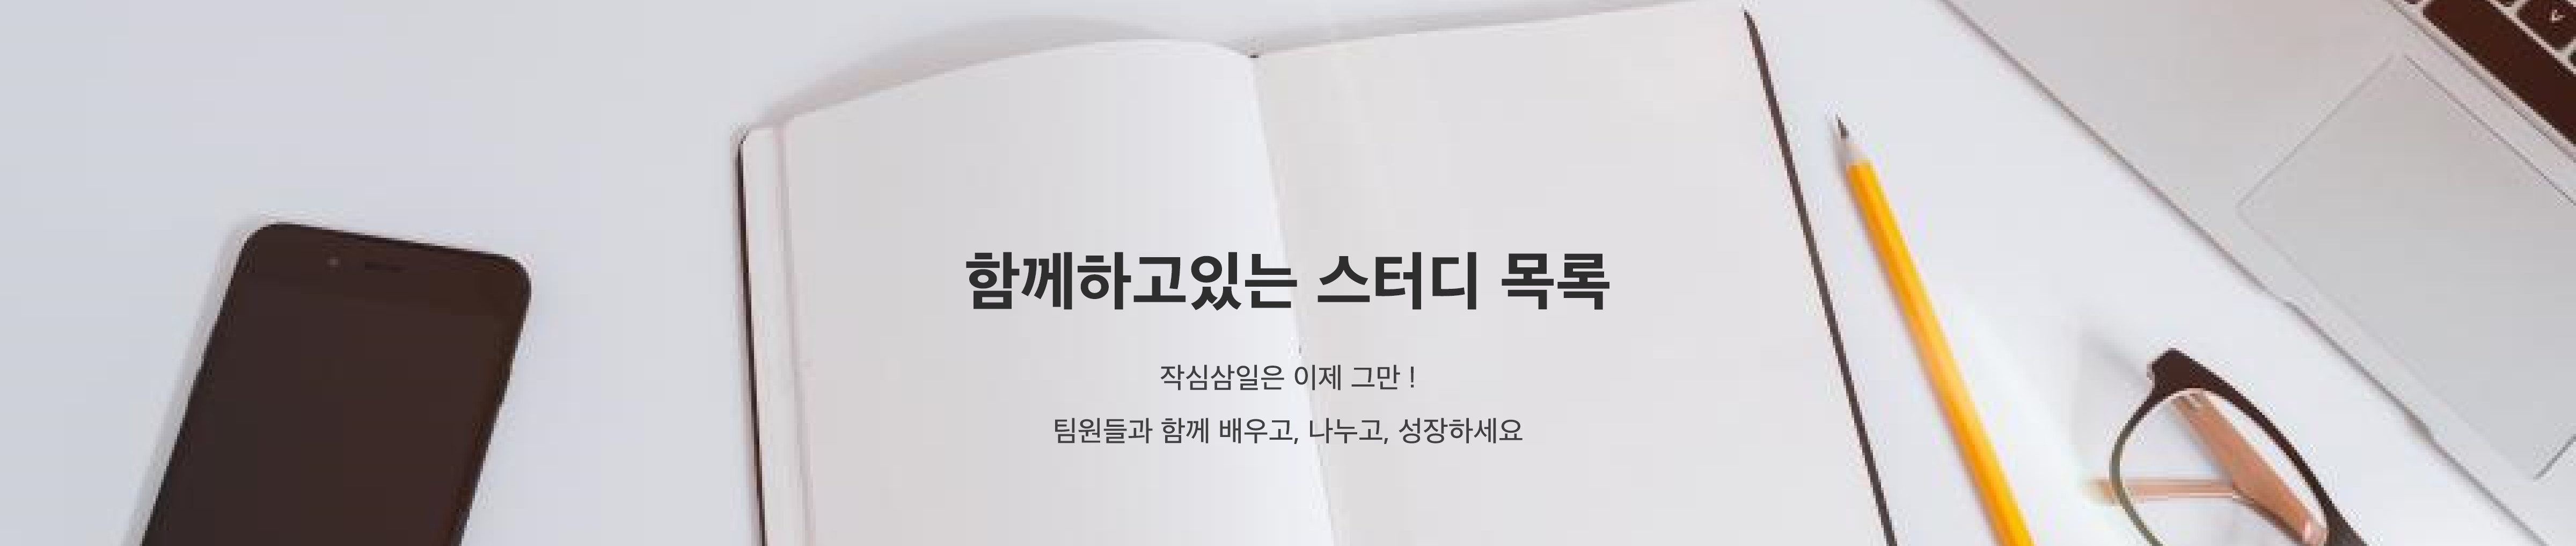 함께하고있는 스터디 목록
작심삼일은 이제 그만 !
팀원들과 함께 배우고, 나누고, 성장하세요